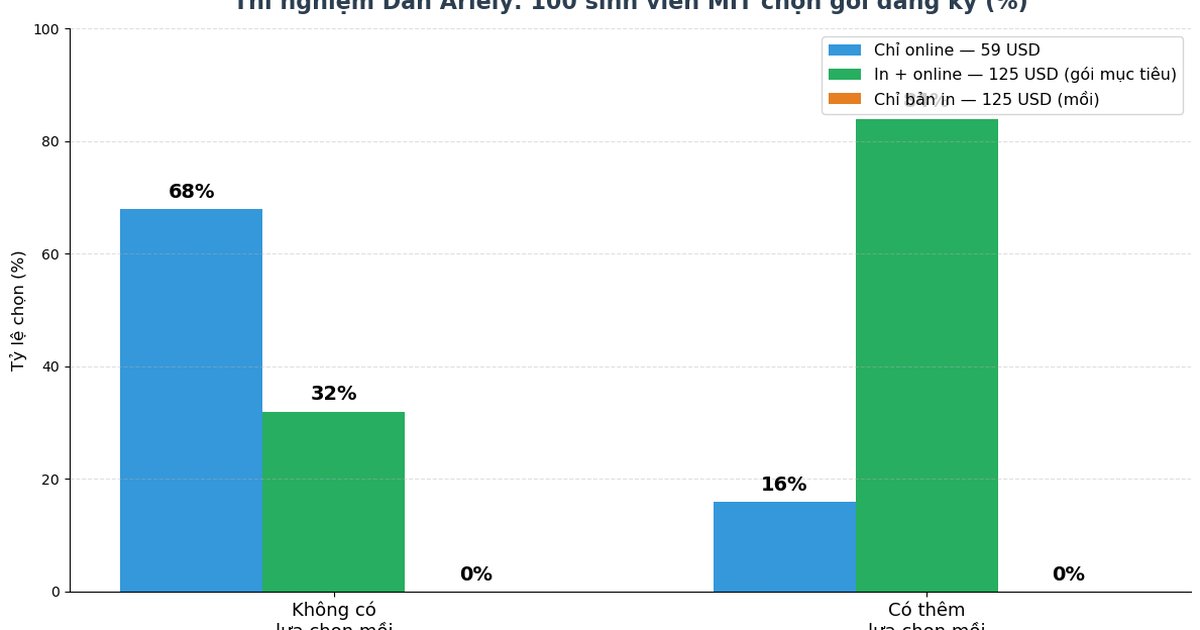 Thí nghiệm Dan Ariely: 100 sinh viên MIT chọn gói đăng ký (%)
Chỉ online — 59 USD
In + online — 125 USD (gói mục tiêu)
Chỉ bản in — 125 USD (mồi)
Tỷ lệ chọn (%)
100
80
60
40
20
0
68%
32%
0%
16%
84%
0%
Không có
lựa chọn mồi
Có thêm
lựa chọn mồi